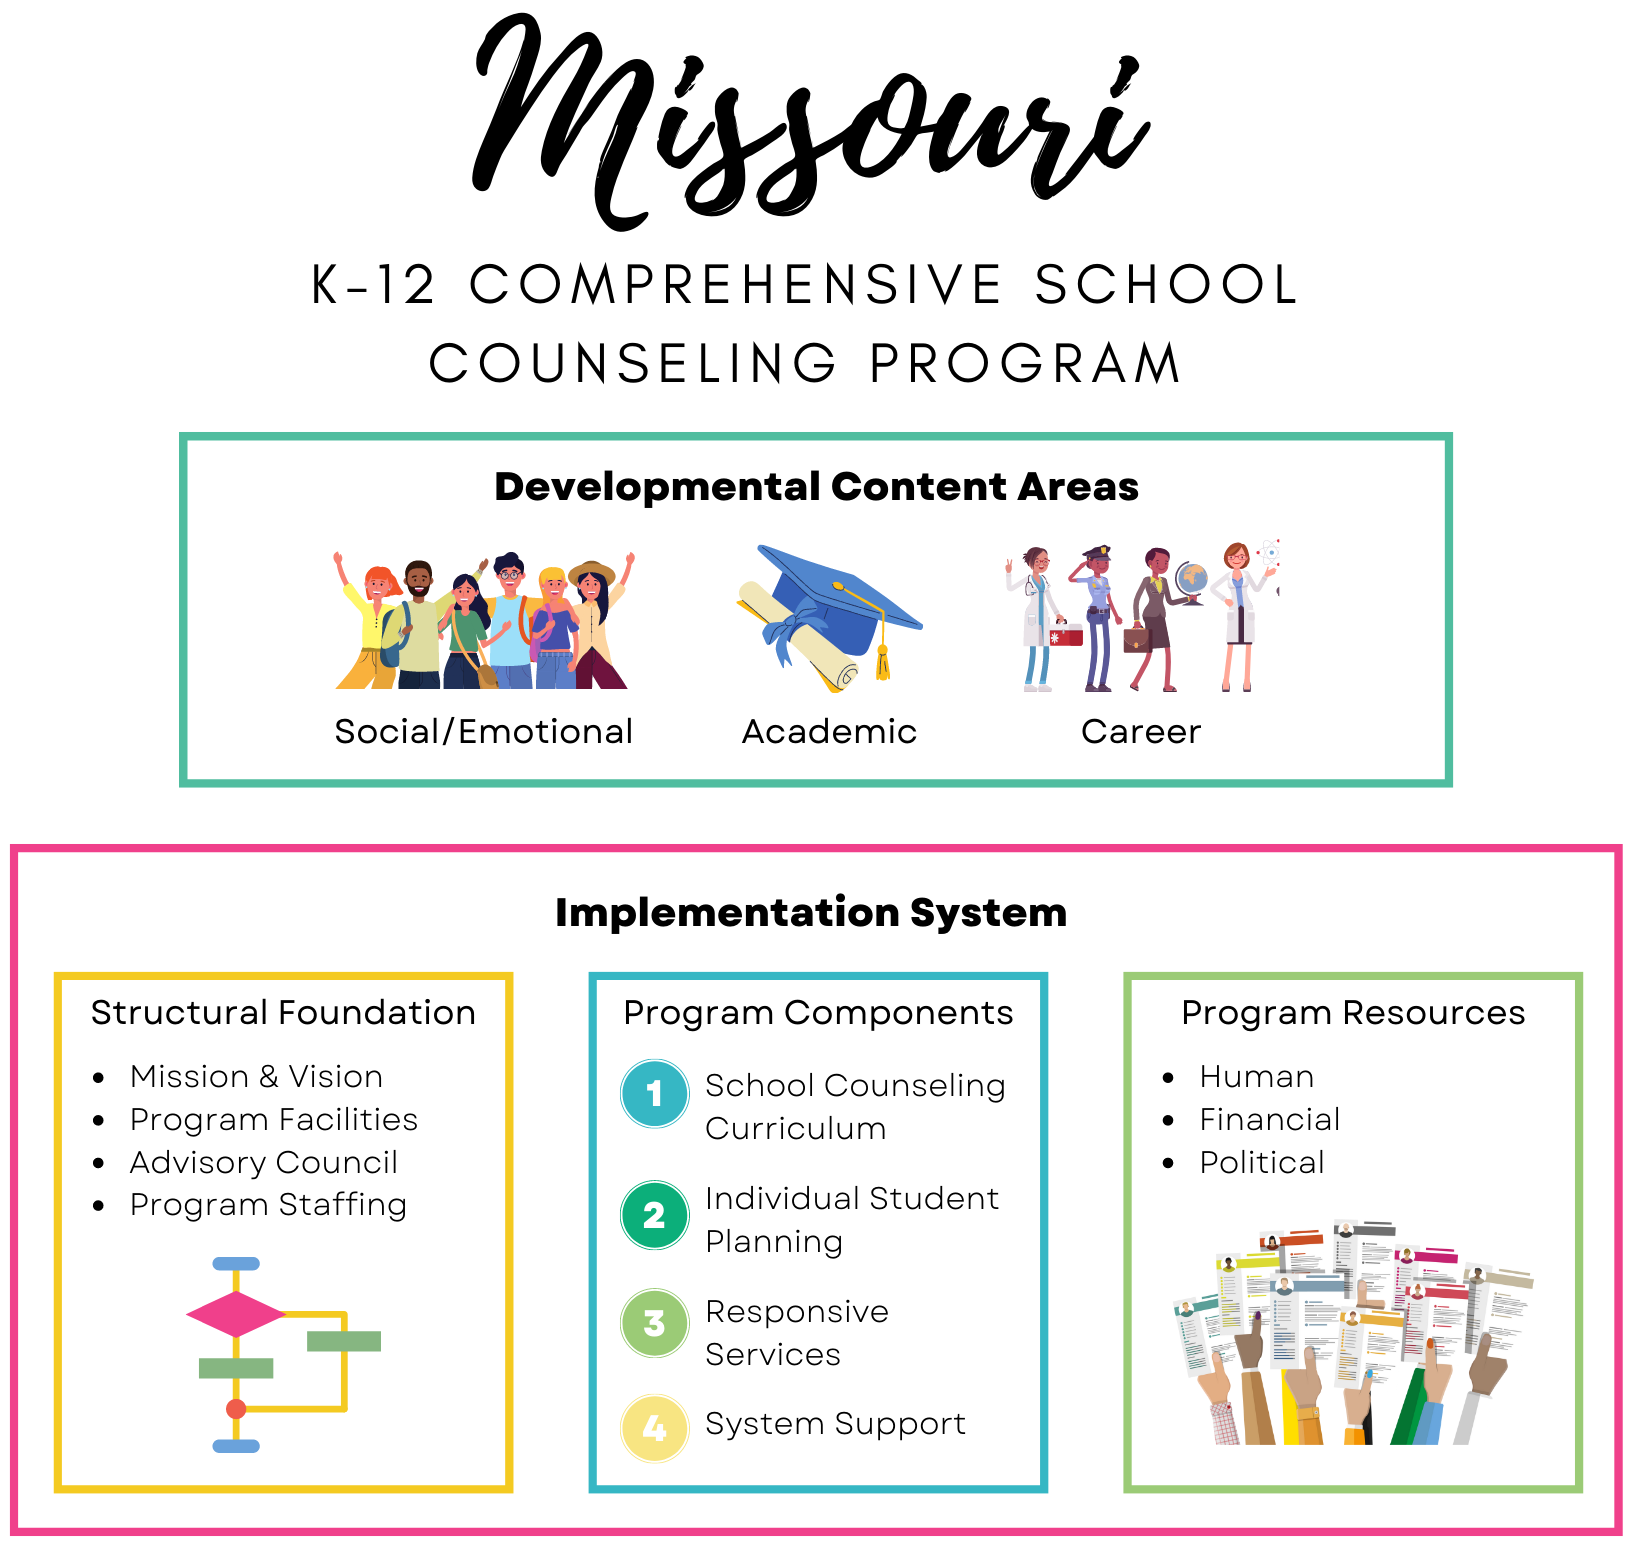 Missouri
K-12 COMPREHENSIVE SCHOOL
COUNSELING PROGRAM
Developmental Content Areas
Social/Emotional
Academic
Career
Implementation System
Structural Foundation
• Mission & Vision
• Program Facilities
• Advisory Council
• Program Staffing
Program Components
1 School Counseling
Curriculum
2 Individual Student
Planning
3 Responsive
Services
4 System Support
Program Resources
• Human
• Financial
• Political